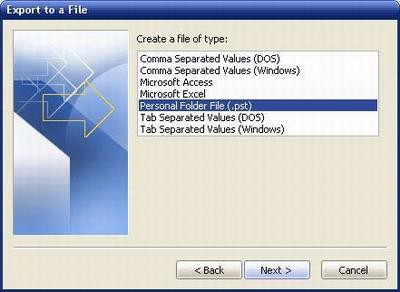 Export to a File
Create a file of type:
Comma Separated Values (DOS)
Comma Separated Values (Windows)
Microsoft Access
Microsoft Excel
Personal Folder File (.pst)
Tab Separated Values (DOS)
Tab Separated Values (Windows)
< Back
Next >
Cancel